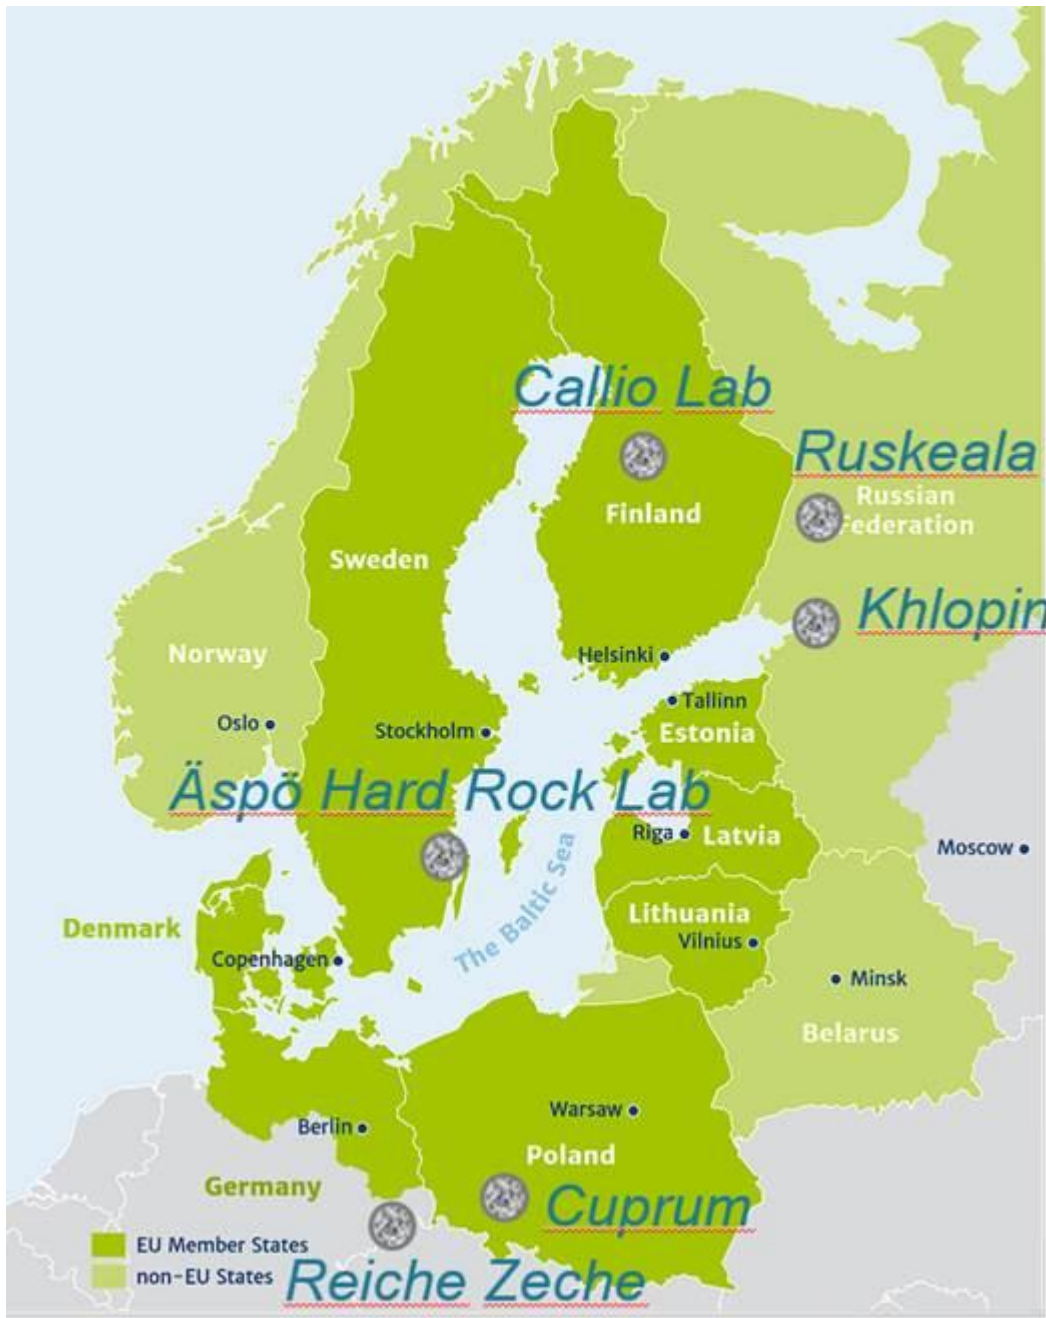 Callio Lab
Ruskeala
Russian
Federation
Finland
Sweden
Khlopin
Norway
Helsinki
Oslo
Tallinn
Stockholm
Estonia
Äspö Hard Rock Lab
Riga
Latvia
Moscow
The Baltic Sea
Denmark
Lithuania
Vilnius
Copenhagen
Minsk
Belarus
Warsaw
Berlin
Poland
Germany
Cuprum
EU Member States
non-EU States
Reiche Zeche